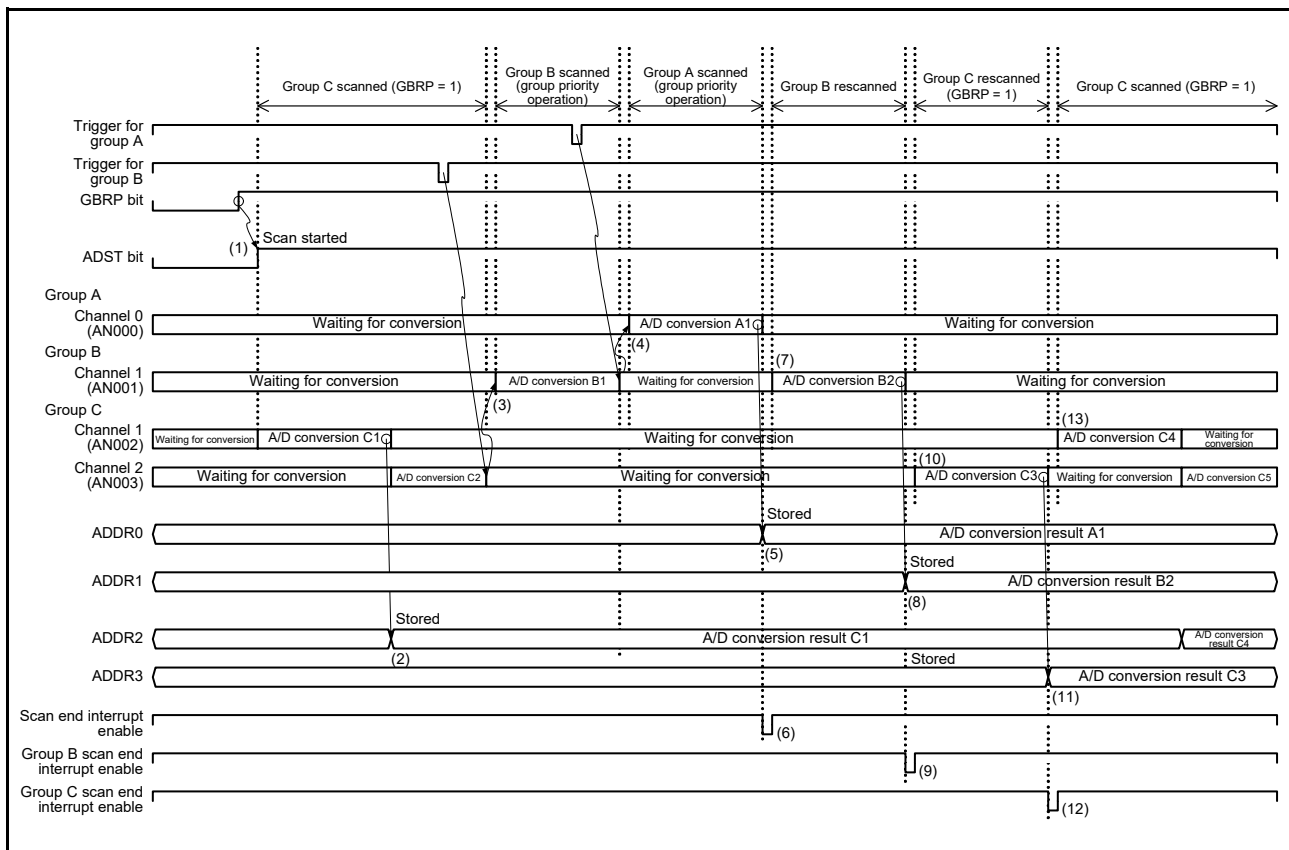 Group C scanned (GBRP = 1)
Group B scanned
(group priority
operation)
Group A scanned
(group priority
operation)
Group B rescanned
Group C rescanned
(GBRP = 1)
Group C scanned (GBRP = 1)
Trigger for
group A
Trigger for
group B
GBRP bit
(1)
Scan started
ADST bit
Group A
Channel 0
(AN000)
Waiting for conversion
A/D conversion A1
Waiting for conversion
(4)
Group B
(7)
Channel 1
(AN001)
Waiting for conversion
A/D conversion B1
Waiting for conversion
A/D conversion B2
Waiting for conversion
(3)
Group C
(13)
Channel 1
(AN002)
Waiting for conversion
A/D conversion C1
Waiting for conversion
A/D conversion C4
Waiting for
conversion
(10)
Channel 2
(AN003)
Waiting for conversion
A/D conversion C2
Waiting for conversion
A/D conversion C3
Waiting for conversion
A/D conversion C5
Stored
ADDR0
A/D conversion result A1
(5)
Stored
ADDR1
A/D conversion result B2
(8)
Stored
ADDR2
A/D conversion result C1
A/D conversion
result C4
(2)
Stored
ADDR3
A/D conversion result C3
(11)
Scan end interrupt
enable
(6)
Group B scan end
interrupt enable
(9)
Group C scan end
interrupt enable
(12)